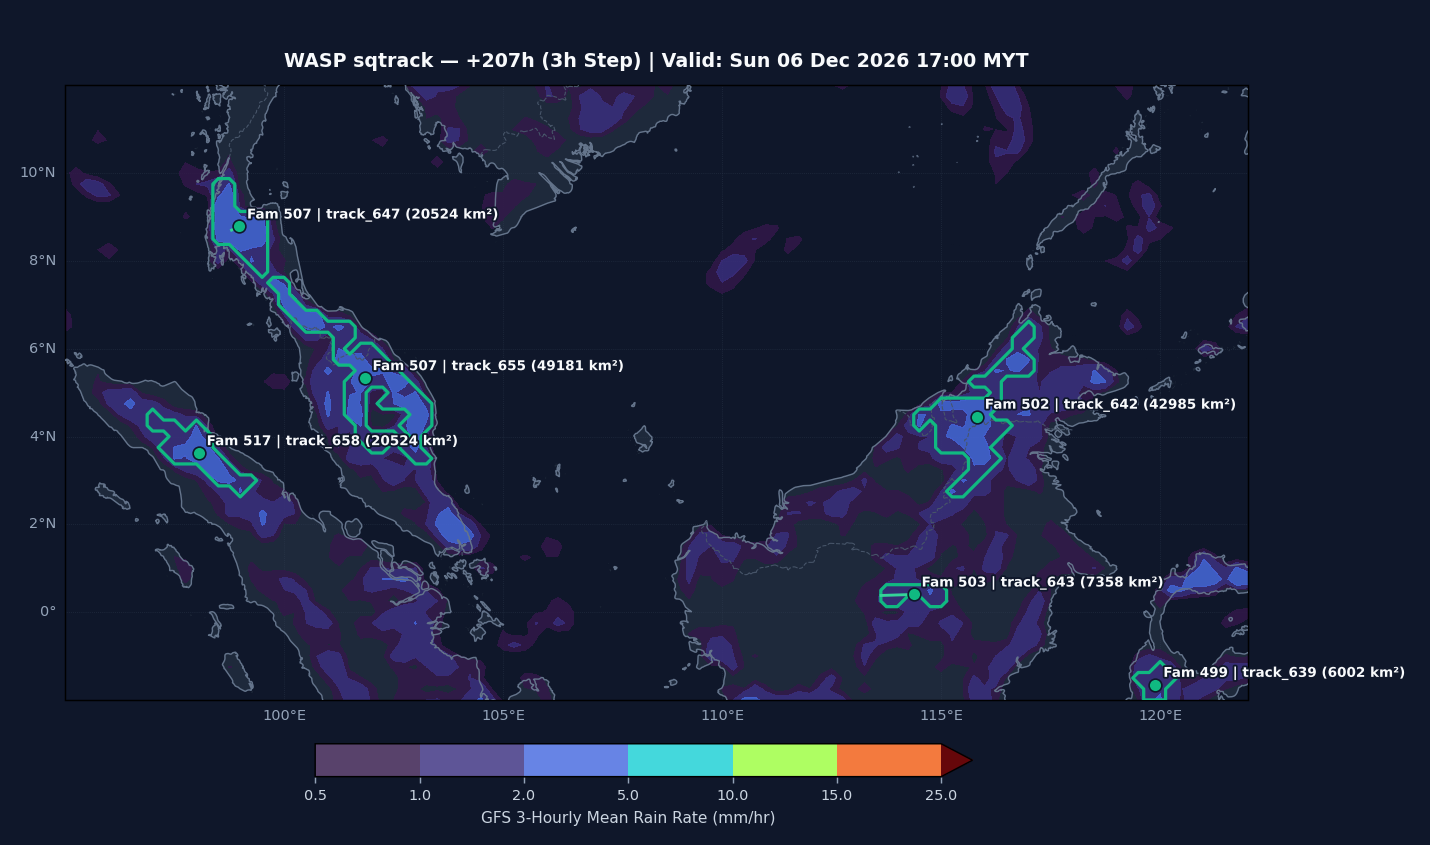 WASP sqtrack — +207h (3h Step) | Valid: Sun 06 Dec 2026 17:00 MYT
10°N
Fam 507 | track_647 (20524 km²)
8°N
6°N
Fam 507 | track_655 (49181 km²)
Fam 502 | track_642 (42985 km²)
4°N
Fam 517 | track_658 (20524 km²)
2°N
Fam 503 | track_643 (7358 km²)
0°
Fam 499 | track_639 (6002 km²)
100°E 105°E 110°E 115°E 120°E
0.5 1.0 2.0 5.0 10.0 15.0 25.0
GFS 3-Hourly Mean Rain Rate (mm/hr)